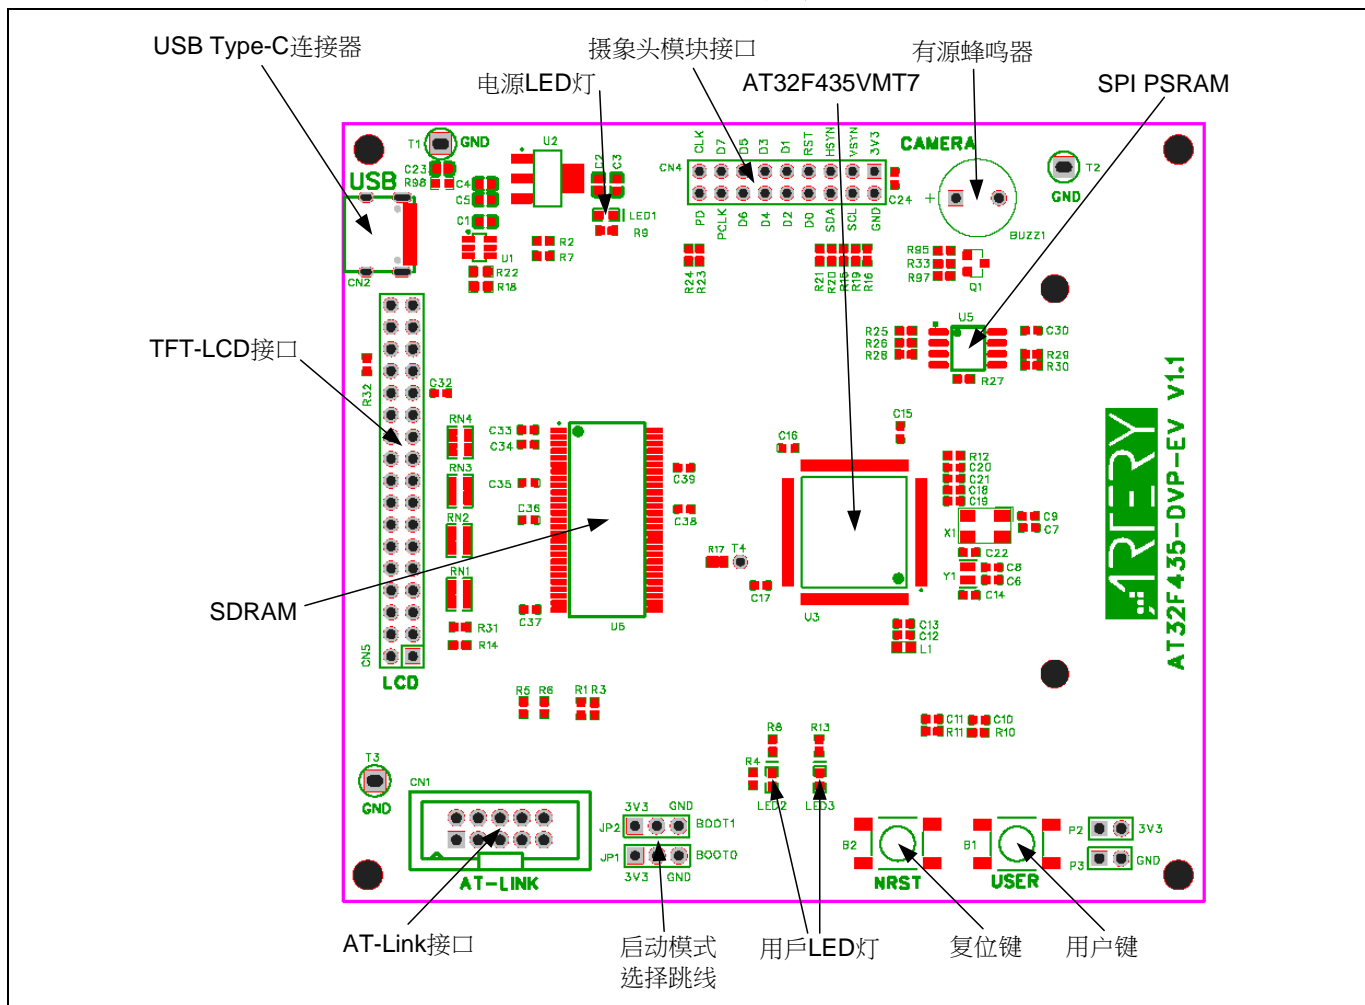 USB Type-C连接器
摄象头模块接口
有源蜂鸣器
电源LED灯
AT32F435VMT7
SPI PSRAM
T1
GND
U2
C2
C3
CLK
D7
D5
D3
D1
RST
HSYN
VSYN
3V3
CAMERA
T2
GND
C23
R98
USB
C4
C5
C1
CN4
C24
LED1
R9
PD
PCLK
D6
D4
D2
D0
SDA
SCL
GND
BUZZ1
U1
R2
R7
R22
R18
CN2
R24
R23
R21
R20
R15
R19
R16
R95
R33
R97
Q1
U5
R25
R26
R28
C30
R29
R30
R27
TFT-LCD接口
R32
C32
RN4
C33
C34
C16
C15
RN3
C35
C39
R12
C20
C21
C18
C19
RN2
C36
C38
X1
C9
C7
R17
T4
C22
Y1
C8
C6
C14
RN1
C17
SDRAM
C37
U6
U3
C13
C12
L1
R31
R14
CN5
LCD
ARTERY
AT32F435-DVP-EV V1.1
R5
R6
R1
R3
C11
R11
C10
R10
R8
R13
R4
LED2
LED3
T3
GND
CN1
AT-LINK
3V3
GND
JP2
BOOT1
JP1
BOOT0
3V3
GND
B2
NRST
B1
USER
P2
3V3
P3
GND
AT-Link接口
启动模式
选择跳线
用戶LED灯
复位键
用户键